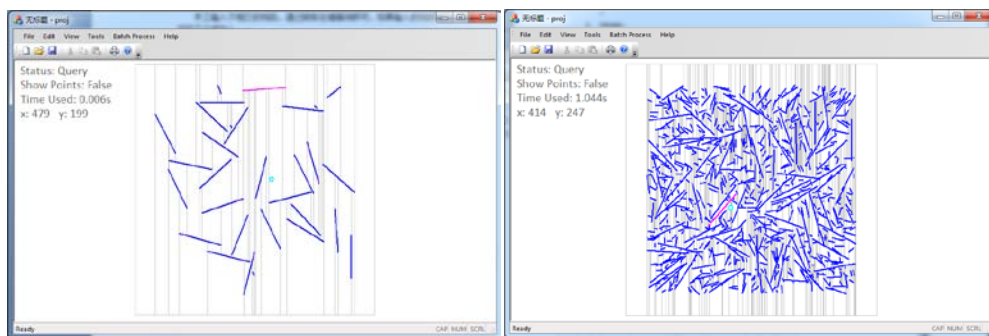 无标题 - proj
File Edit View Tools Batch Process Help
Status: Query
Show Points: False
Time Used: 0.006s
x: 479 y: 199
Ready
CAP NUM SCRL
无标题 - proj
File Edit View Tools Batch Process Help
Status: Query
Show Points: False
Time Used: 1.044s
x: 414 y: 247
Ready
CAP NUM SCRL